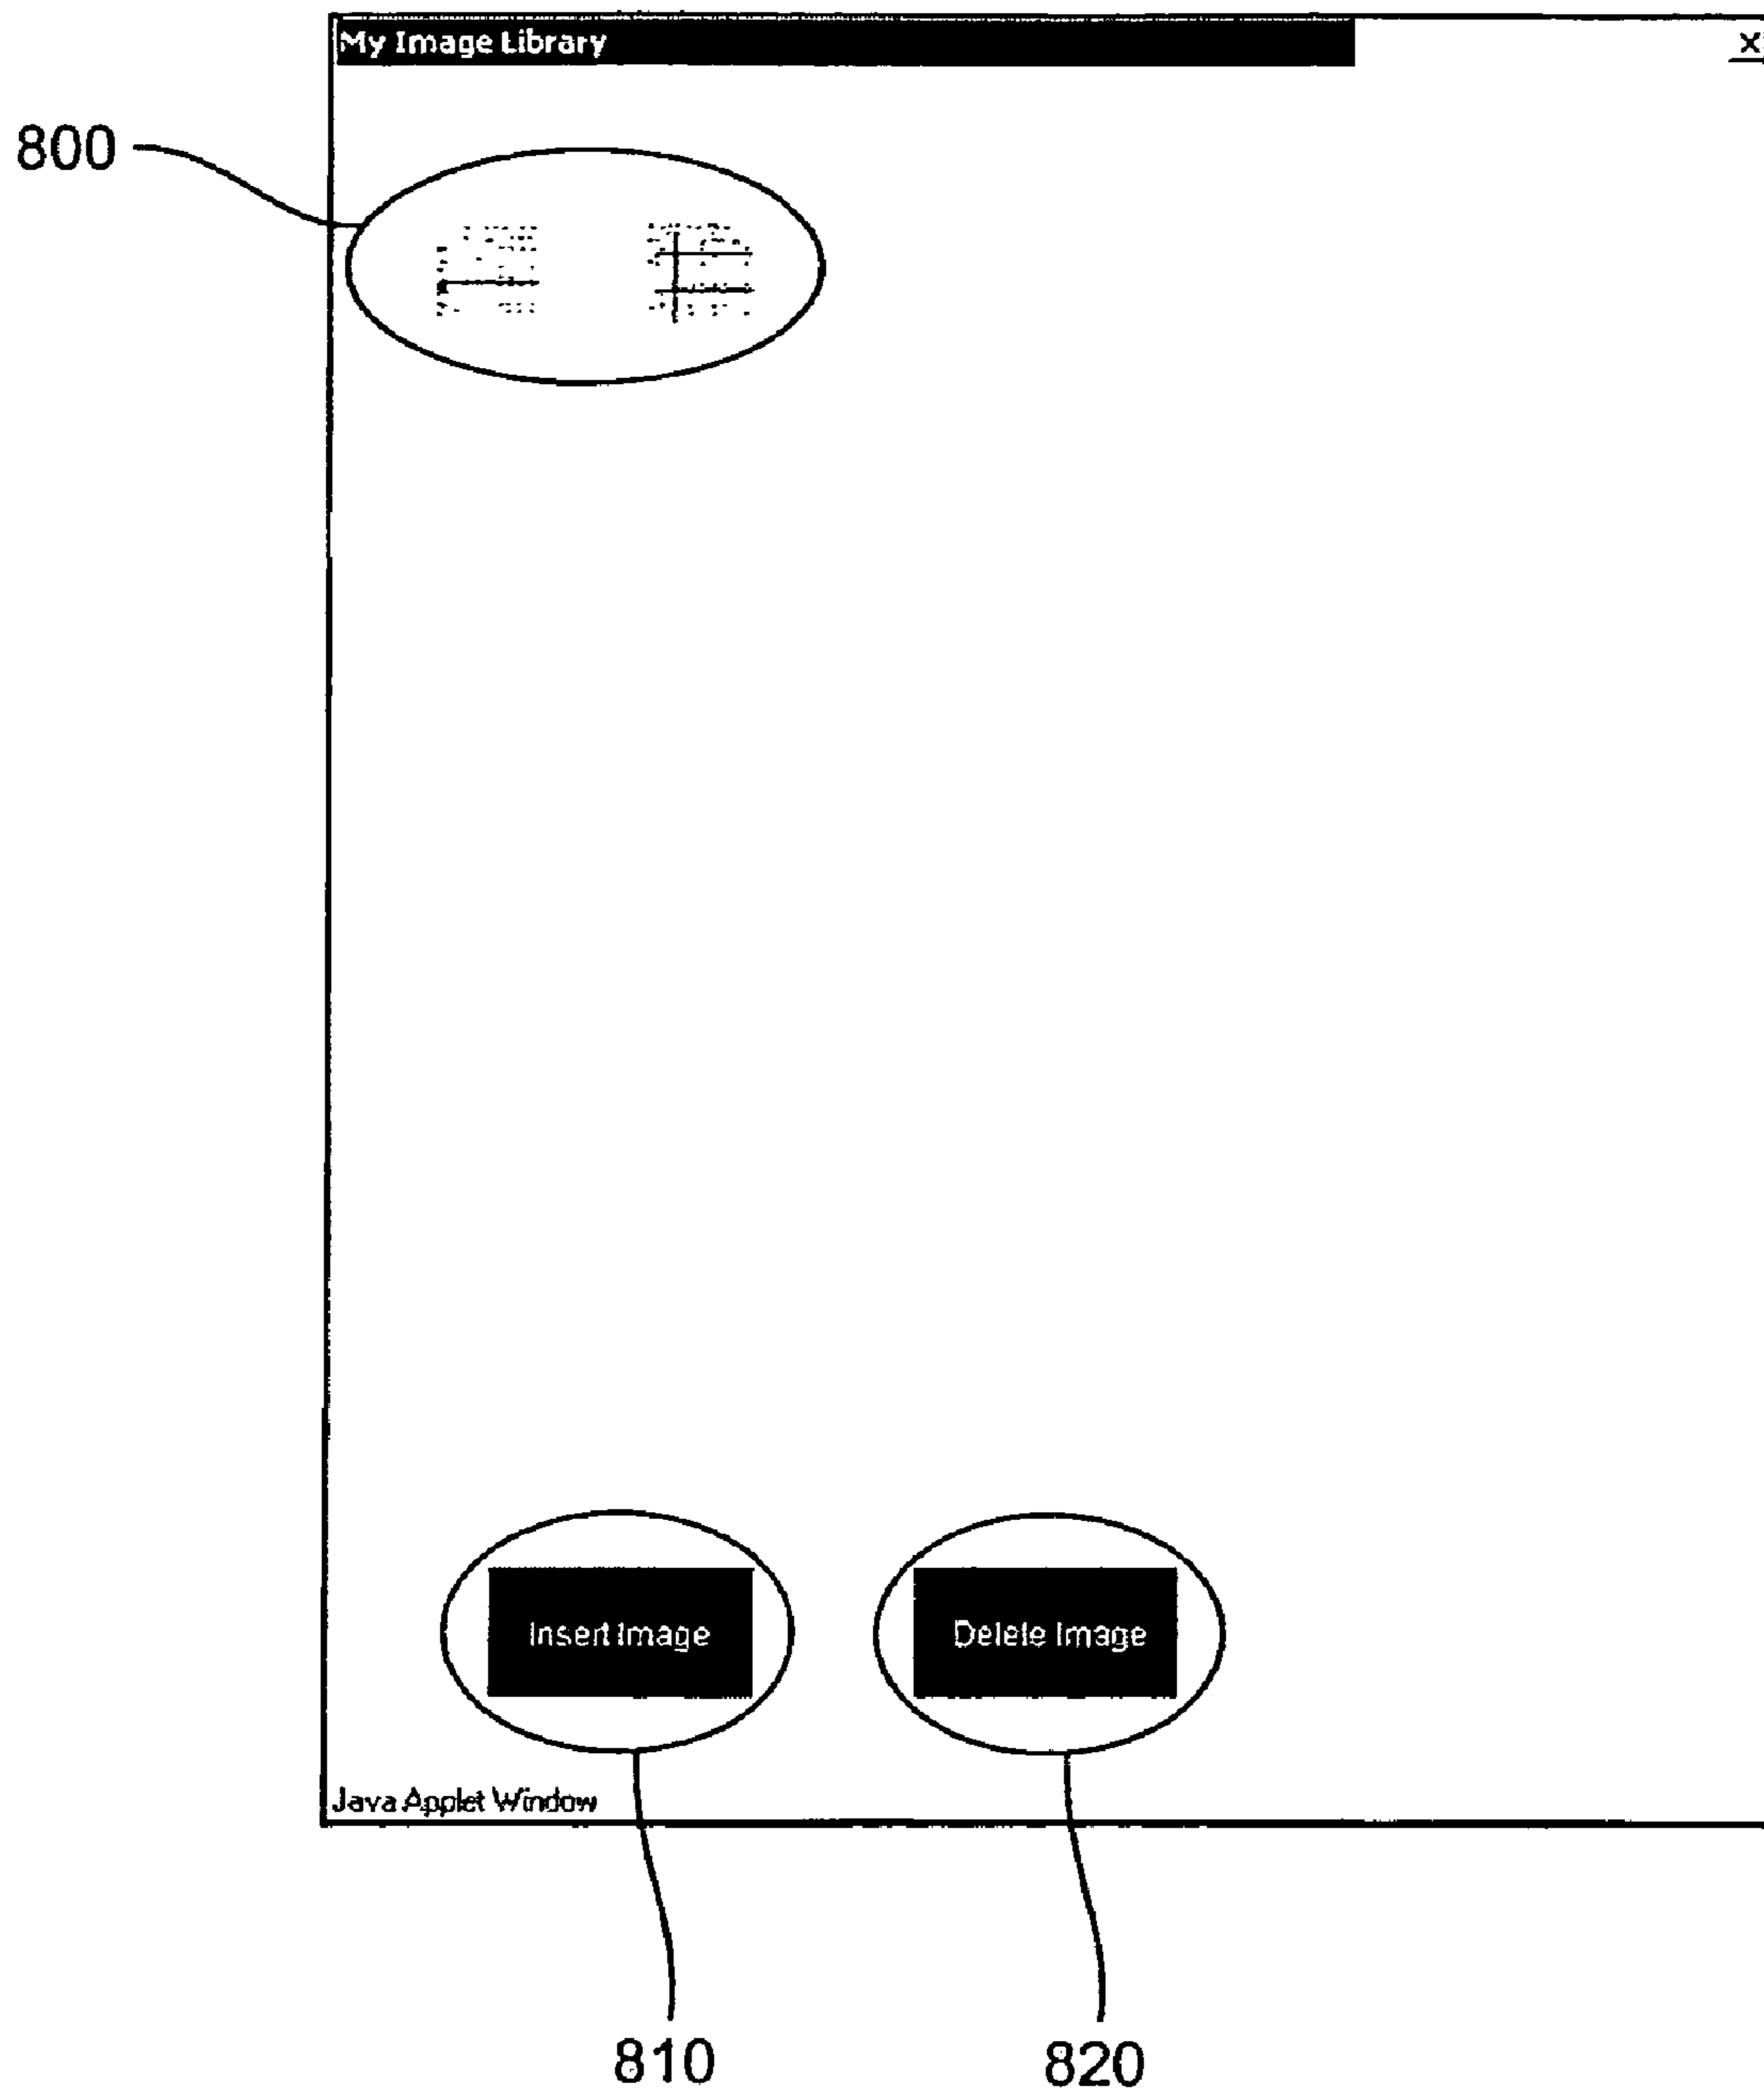 My Image Library
X
800
Insert Image
Delete Image
Java Applet Window
810
820